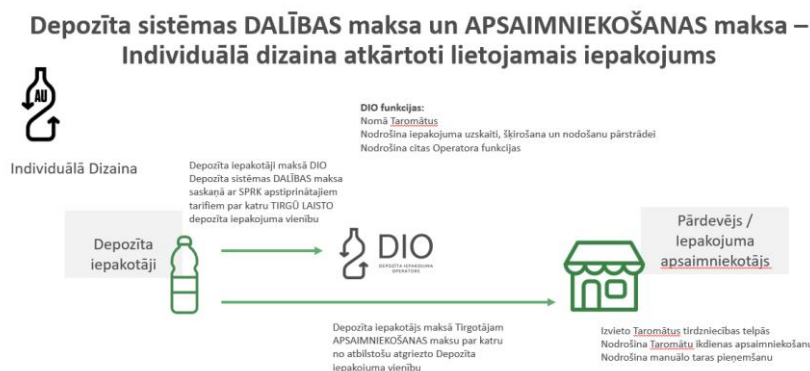 Depozīta sistēmas DALĪBAS maksa un APSAIMNIEKOŠANAS maksa –
Individuālā dizaina atkārtoti lietojamais iepakojums
AU
Individuālā Dizaina
DIO funkcijas:
Nomā Taromātus
Nodrošina iepakojuma uzskaiti, šķirošana un nodošanu pārstrādei
Nodrošina citas Operatora funkcijas
Depozīta iepakotāji maksā DIO
Depozīta sistēmas DALĪBAS maksa
saskaņā ar SPRK apstiprinātajiem
tarifiem par katru TIRGŪ LAISTO
depozīta iepakojuma vienību
Depozīta
iepakotāji
DIO
DEPOZĪTA IEPAKOJUMA
OPERATORS
Pārdevējs /
Iepakojuma
apsaimniekotājs
Depozīta iepakotājs maksā Tirgotājam
APSAIMNIEKOŠANAS maksu par katru
no atbilstošu atgriezto Depozīta
iepakojuma vienību
Izvieto Taromātus tirdzniecības telpās
Nodrošina Taromātu ikdienas apsaimniekošanu
Nodrošina manuālo taras pieņemšanu